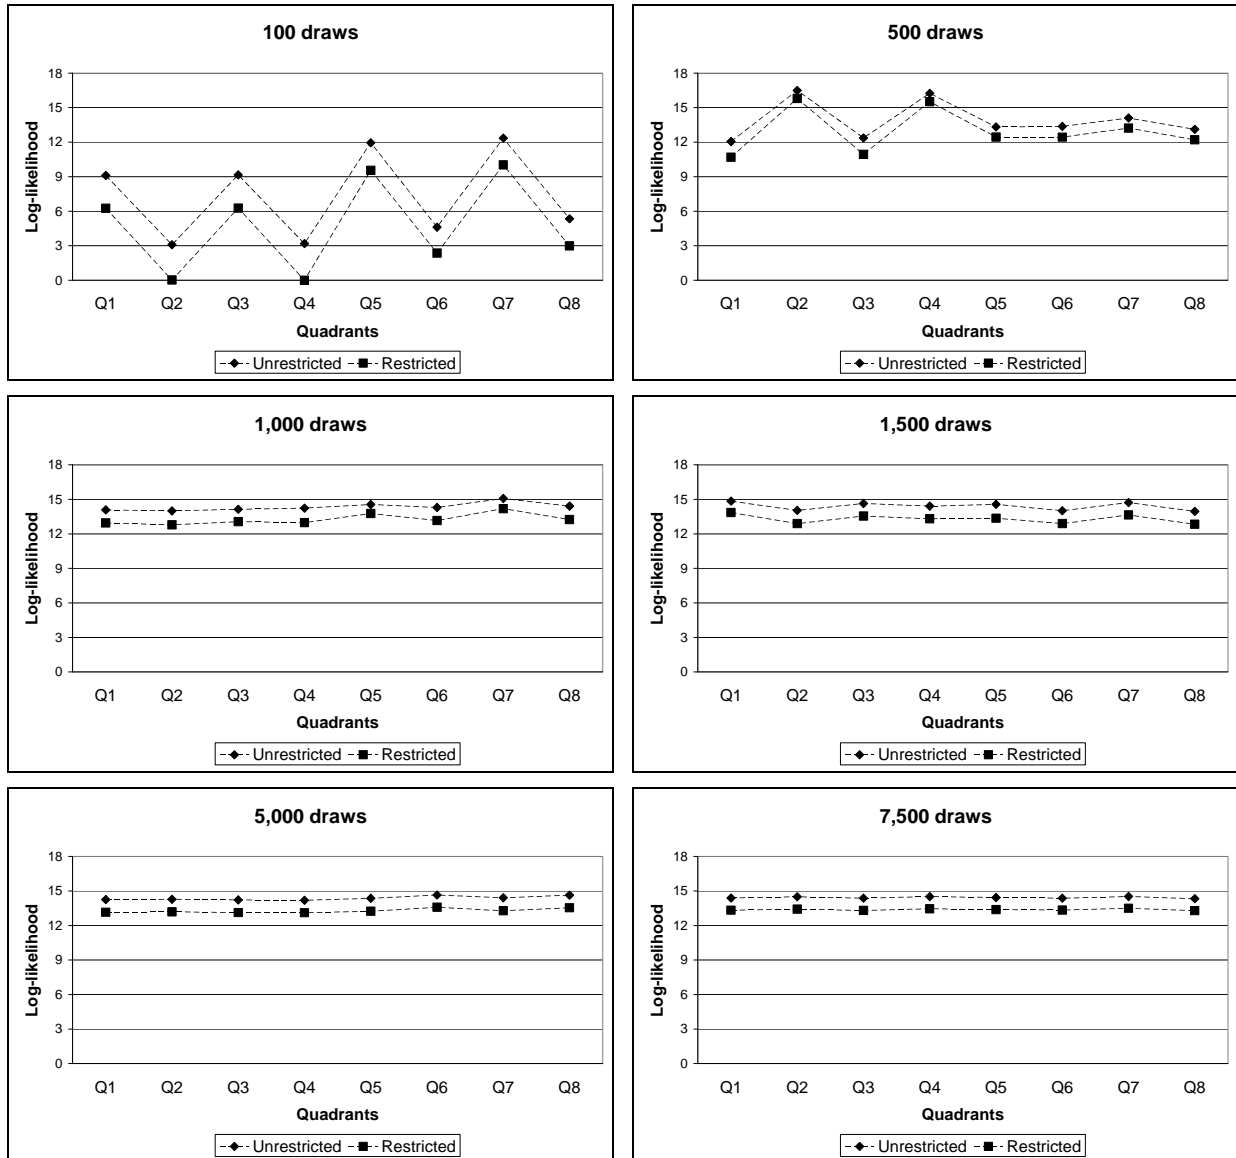 100 draws
18
15
12
9
6
3
0
Log-likelihood
Q1 Q2 Q3 Q4 Q5 Q6 Q7 Q8
Quadrants
Unrestricted Restricted
500 draws
18
15
12
9
6
3
0
Log-likelihood
Q1 Q2 Q3 Q4 Q5 Q6 Q7 Q8
Quadrants
Unrestricted Restricted
1,000 draws
18
15
12
9
6
3
0
Log-likelihood
Q1 Q2 Q3 Q4 Q5 Q6 Q7 Q8
Quadrants
Unrestricted Restricted
1,500 draws
18
15
12
9
6
3
0
Log-likelihood
Q1 Q2 Q3 Q4 Q5 Q6 Q7 Q8
Quadrants
Unrestricted Restricted
5,000 draws
18
15
12
9
6
3
0
Log-likelihood
Q1 Q2 Q3 Q4 Q5 Q6 Q7 Q8
Quadrants
Unrestricted Restricted
7,500 draws
18
15
12
9
6
3
0
Log-likelihood
Q1 Q2 Q3 Q4 Q5 Q6 Q7 Q8
Quadrants
Unrestricted Restricted